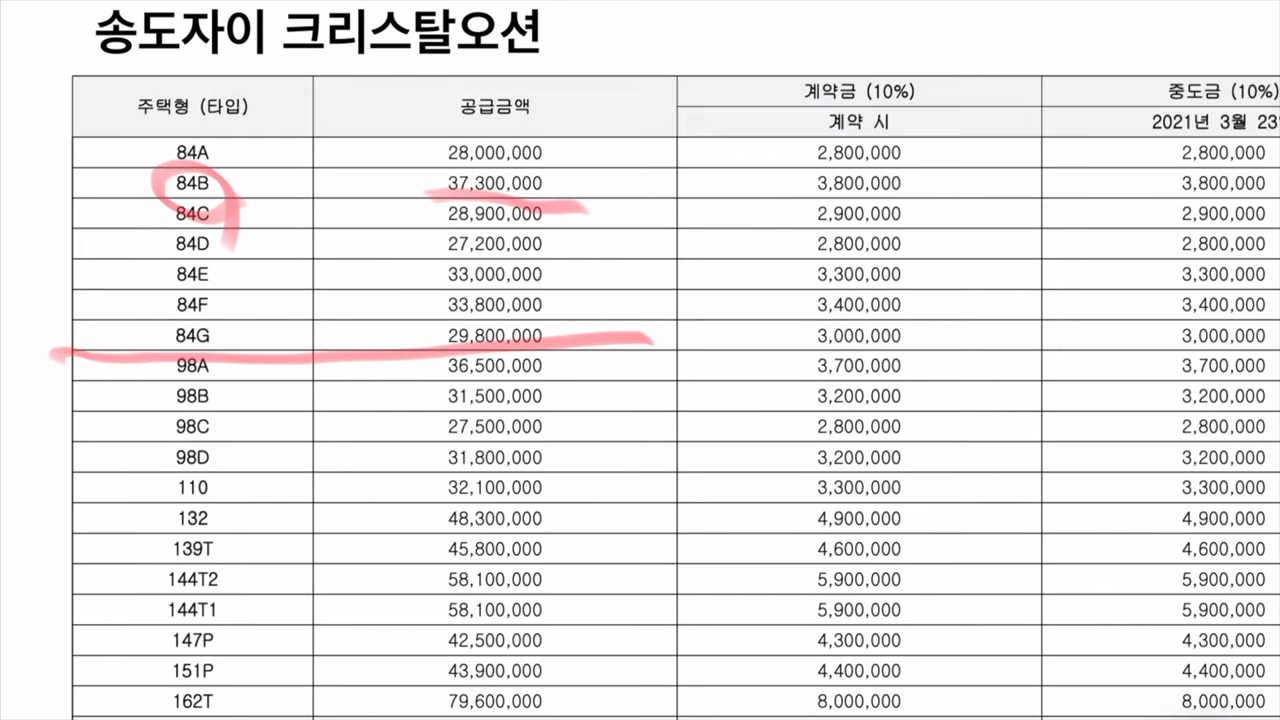 송도자이 크리스탈오션
주택형 (타입) 공급금액 계약금 (10%) 중도금 (10%)
계약 시 2021년 3월 23
84A 28,000,000 2,800,000 2,800,000
84B 37,300,000 3,800,000 3,800,000
84C 28,900,000 2,900,000 2,900,000
84D 27,200,000 2,800,000 2,800,000
84E 33,000,000 3,300,000 3,300,000
84F 33,800,000 3,400,000 3,400,000
84G 29,800,000 3,000,000 3,000,000
98A 36,500,000 3,700,000 3,700,000
98B 31,500,000 3,200,000 3,200,000
98C 27,500,000 2,800,000 2,800,000
98D 31,800,000 3,200,000 3,200,000
110 32,100,000 3,300,000 3,300,000
132 48,300,000 4,900,000 4,900,000
139T 45,800,000 4,600,000 4,600,000
144T2 58,100,000 5,900,000 5,900,000
144T1 58,100,000 5,900,000 5,900,000
147P 42,500,000 4,300,000 4,300,000
151P 43,900,000 4,400,000 4,400,000
162T 79,600,000 8,000,000 8,000,000